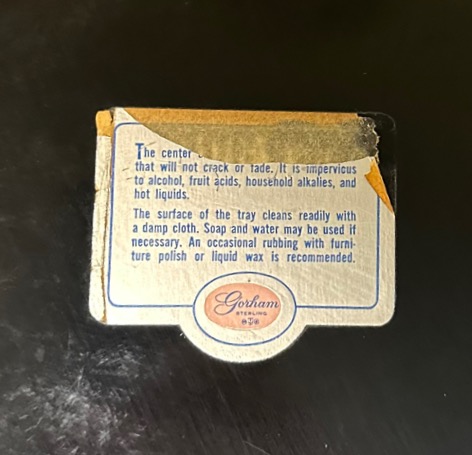 The center
that will not crack or fade. It is impervious
to alcohol, fruit acids, household alkalies, and
hot liquids.
The surface of the tray cleans readily with
a damp cloth. Soap and water may be used if
necessary. An occasional rubbing with furni-
ture polish or liquid wax is recommended.
Gorham
STERLING